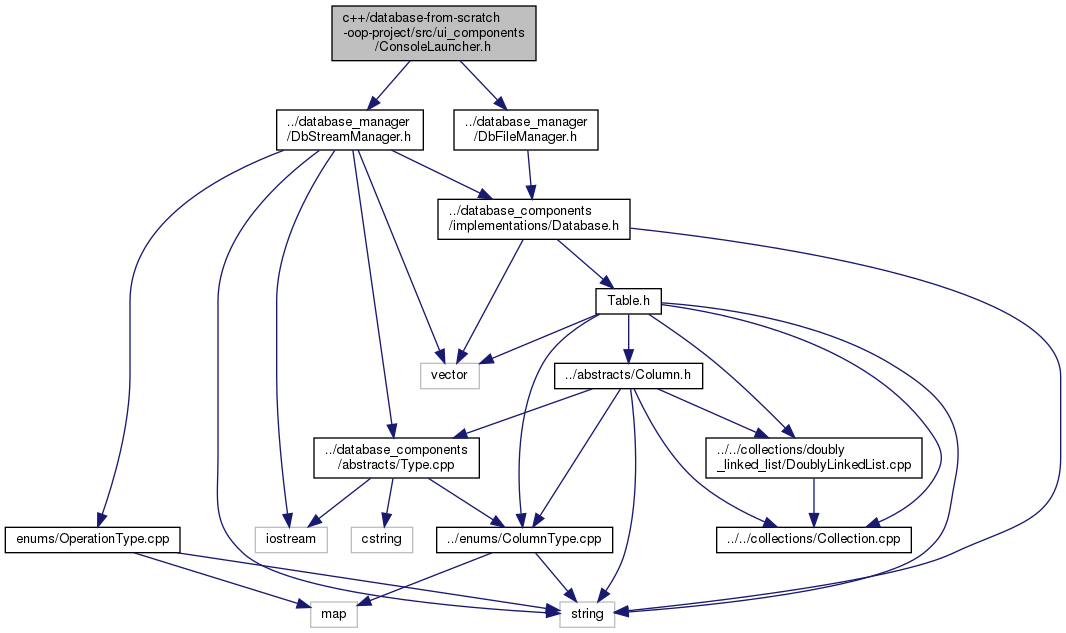 c++/database-from-scratch
-oop-project/src/ui_components
/ConsoleLauncher.h
../database_manager
/DbStreamManager.h
../database_manager
/DbFileManager.h
../database_components
/implementations/Database.h
Table.h
vector
../abstracts/Column.h
../database_components
/abstracts/Type.cpp
../../collections/doubly
_linked_list/DoublyLinkedList.cpp
enums/OperationType.cpp
iostream
cstring
../enums/ColumnType.cpp
../../collections/Collection.cpp
map
string